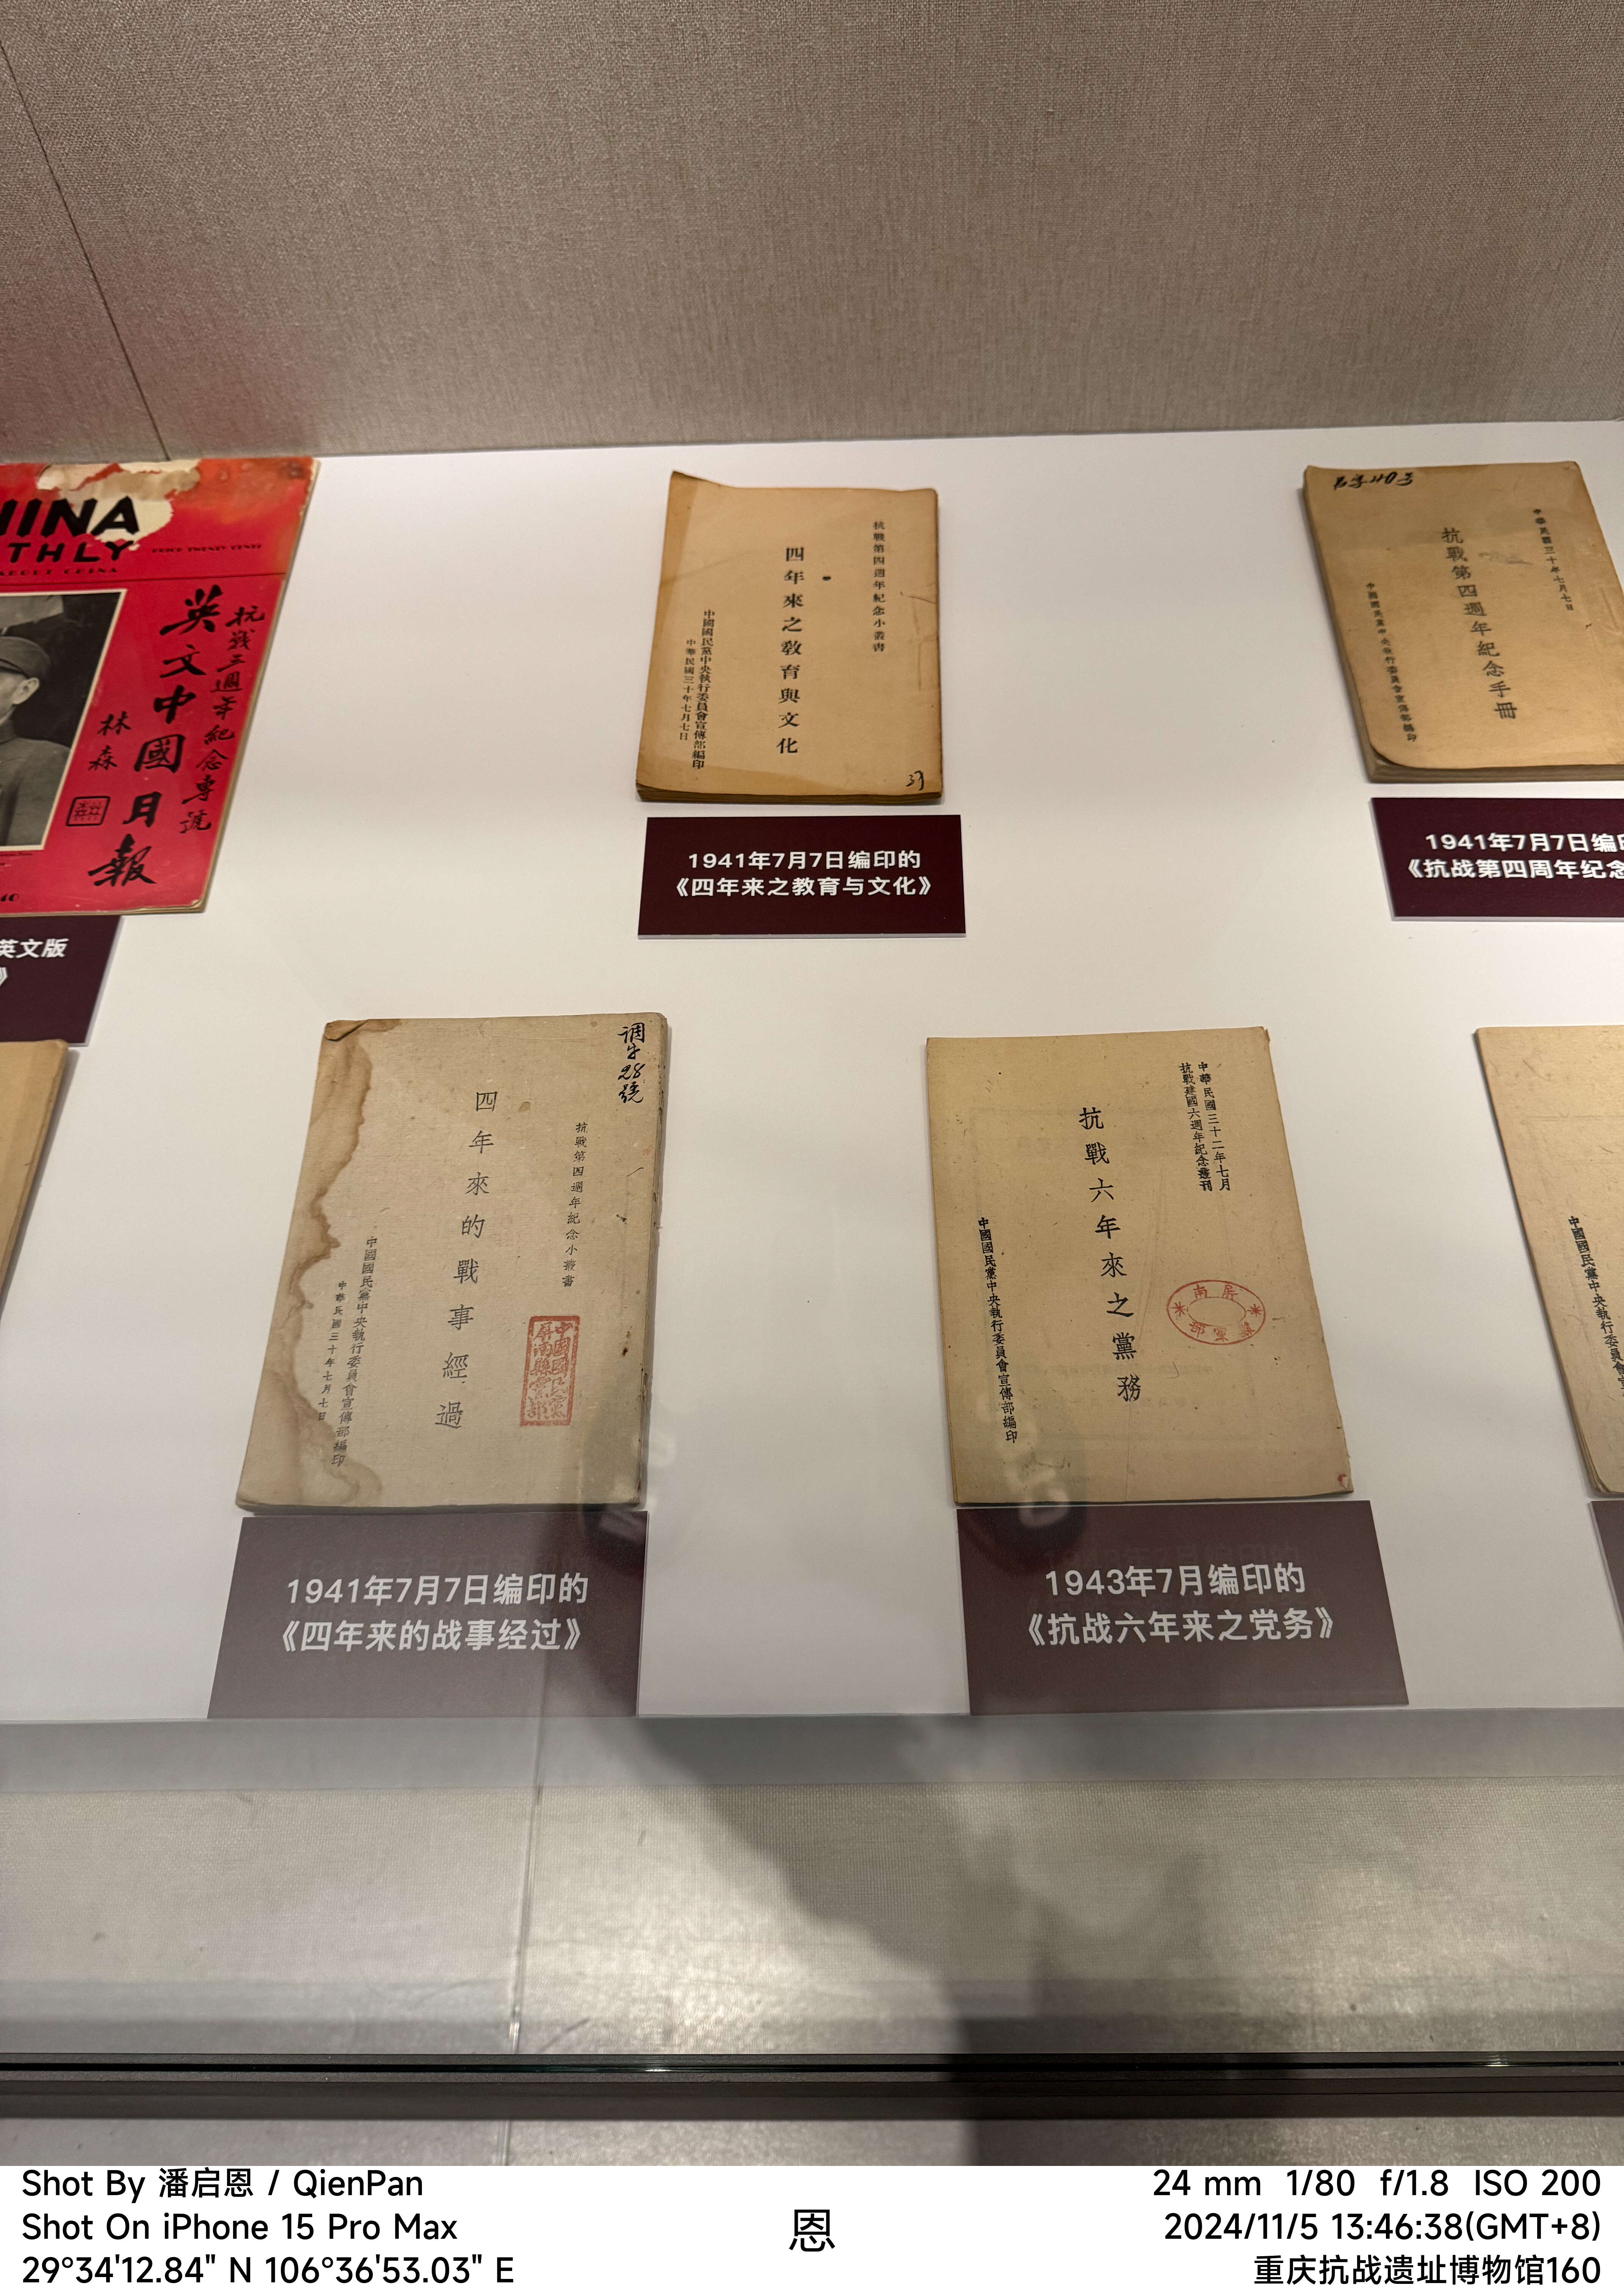 HINA
THLY
PRICE TWENTY CENTS
ABOUT CHINA
抗戰三週年紀念專號
英文中國月報
林森
英文版
》
抗戰第四週年紀念小叢書
四年來之教育與文化
中國國民黨中央執行委員會宣傳部編印
中華民國三十年七月七日
1941年7月7日编印的
《四年来之教育与文化》
中華民國三十年七月七日
抗戰第四週年紀念手冊
中國國民黨中央執行委員會宣傳部編印
1941年7月7日编印
《抗战第四周年纪念
28號
抗戰第四週年紀念小叢書
四年來的戰事經過
中國國民黨中央執行委員會宣傳部編印
中華民國三十年七月七日
中國國民黨
屏南縣黨部
1941年7月7日编印的
《四年来的战事经过》
中華民國三十二年七月
抗戰建國六週年紀念叢刊
抗戰六年來之黨務
中國國民黨中央執行委員會宣傳部編印
1943年7月编印的
《抗战六年来之党务》
中國國民黨中央執行委員會
Shot By 潘启恩 / QienPan
Shot On iPhone 15 Pro Max
29°34'12.84" N 106°36'53.03" E
恩
24 mm 1/80 f/1.8 ISO 200
2024/11/5 13:46:38(GMT+8)
重庆抗战遗址博物馆160